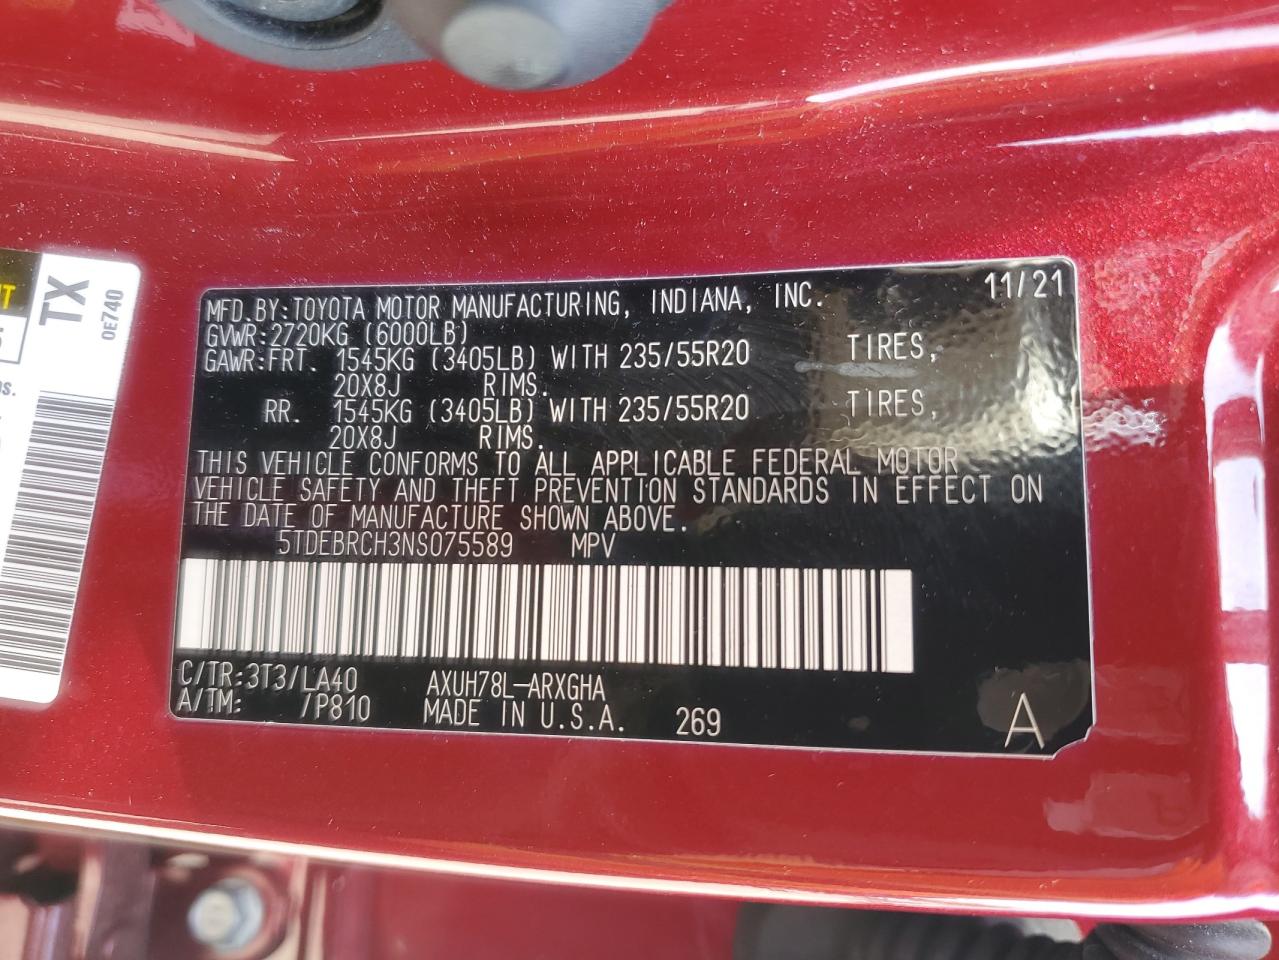 MFD.BY:TOYOTA MOTOR MANUFACTURING, INDIANA, INC. 11/21
GVWR:2720KG (6000LB)
GAWR:FRT. 1545KG (3405LB) WITH 235/55R20 TIRES,
20X8J RIMS.
RR. 1545KG (3405LB) WITH 235/55R20 TIRES,
20X8J RIMS.
THIS VEHICLE CONFORMS TO ALL APPLICABLE FEDERAL MOTOR
VEHICLE SAFETY AND THEFT PREVENTION STANDARDS IN EFFECT ON
THE DATE OF MANUFACTURE SHOWN ABOVE.
5TDEBRCH3NS075589 MPV
C/TR:3T3/LA40 AXUH78L-ARXGHA
A/TM: /P810 MADE IN U.S.A. 269 A
TX
0E740